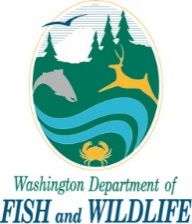 Washington Department of
FISH and WILDLIFE